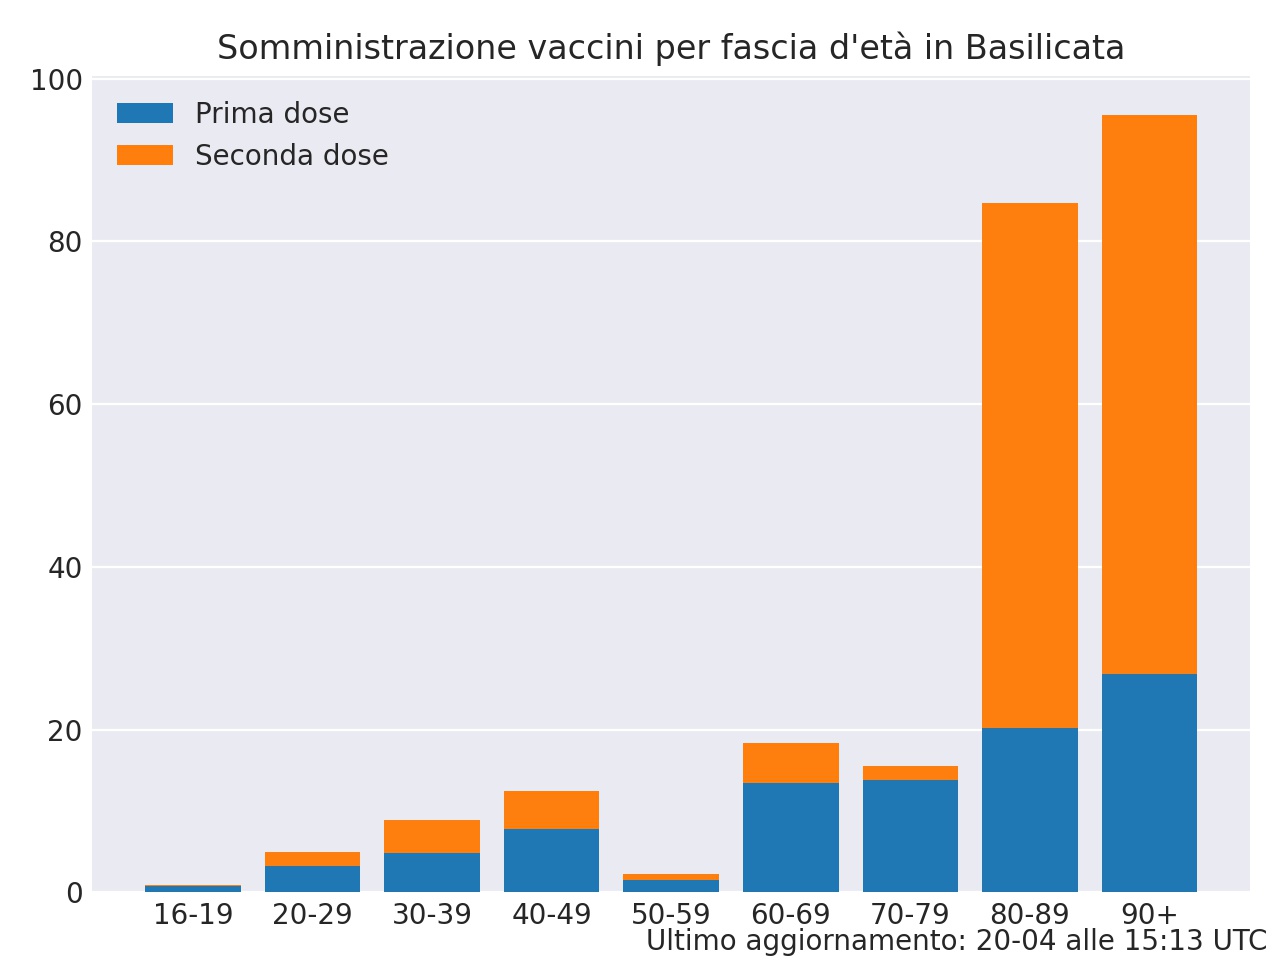 Somministrazione vaccini per fascia d'età in Basilicata
100
Prima dose
Seconda dose
80
60
40
20
0
16-19 20-29 30-39 40-49 50-59 60-69 70-79 80-89 90+
Ultimo aggiornamento: 20-04 alle 15:13 UTC